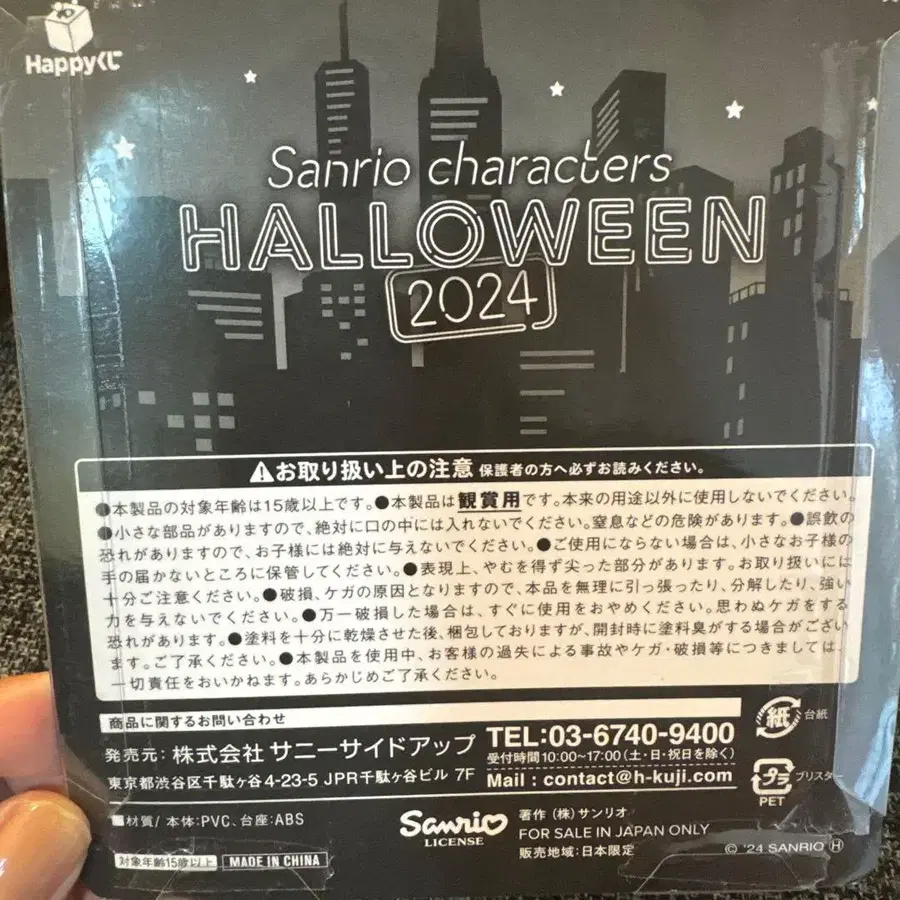 Happyくじ
Sanrio characters
HALLOWEEN
2024
⚠お取り扱い上の注意 保護者の方へ必ずお読みください。
●本製品の対象年齢は15歳以上です。●本製品は観賞用です。本来の用途以外に使用しないでください。
●小さな部品がありますので、絶対に口の中には入れないでください。窒息などの危険があります。●誤飲の
恐れがありますので、お子様には絶対に与えないでください。●ご使用にならない場合は、小さなお子様の
手の届かないところに保管してください。●表現上、やむを得ず尖った部分があります。お取り扱いには
十分ご注意ください。●破損、ケガの原因となりますので、本品を無理に引っ張ったり、分解したり、強い
力を与えないでください。●万一破損した場合は、すぐに使用をおやめください。思わぬケガをする
恐れがあります。●塗料を十分に乾燥させた後、梱包しておりますが、開封時に塗料臭がする場合がござい
ます。ご了承ください。●本製品を使用中、お客様の過失による事故やケガ・破損等につきましては、
一切責任をおいかねます。あらかじめご了承ください。
商品に関するお問い合わせ
発売元：株式会社 サニーサイドアップ
東京都渋谷区千駄ヶ谷4-23-5 JPR千駄ヶ谷ビル 7F
TEL:03-6740-9400
受付時間10:00~17:00（土・日・祝日を除く）
Mail：contact@h-kuji.com
紙 台紙
プラ ブリスター
PET
■材質/本体:PVC、台座:ABS
対象年齢15歳以上 MADE IN CHINA
Sanrio
LICENSE
著作（株）サンリオ
FOR SALE IN JAPAN ONLY
販売地域：日本限定
© '24 SANRIO Ⓗ